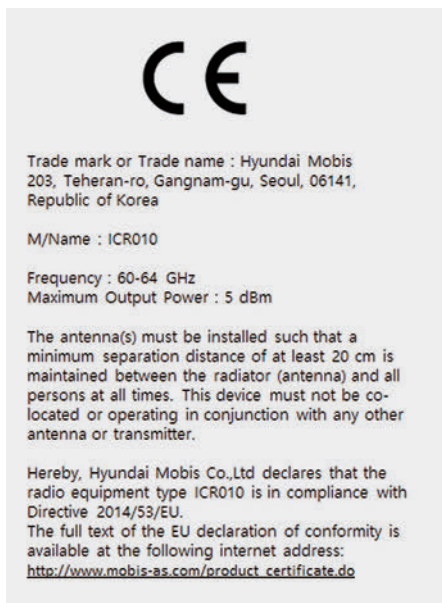 CE
Trade mark or Trade name : Hyundai Mobis
203, Teheran-ro, Gangnam-gu, Seoul, 06141,
Republic of Korea
M/Name : ICR010
Frequency : 60-64 GHz
Maximum Output Power : 5 dBm
The antenna(s) must be installed such that a
minimum separation distance of at least 20 cm is
maintained between the radiator (antenna) and all
persons at all times. This device must not be co-
located or operating in conjunction with any other
antenna or transmitter.
Hereby, Hyundai Mobis Co.,Ltd declares that the
radio equipment type ICR010 is in compliance with
Directive 2014/53/EU.
The full text of the EU declaration of conformity is
available at the following internet address:
http://www.mobis-as.com/product_certificate.do